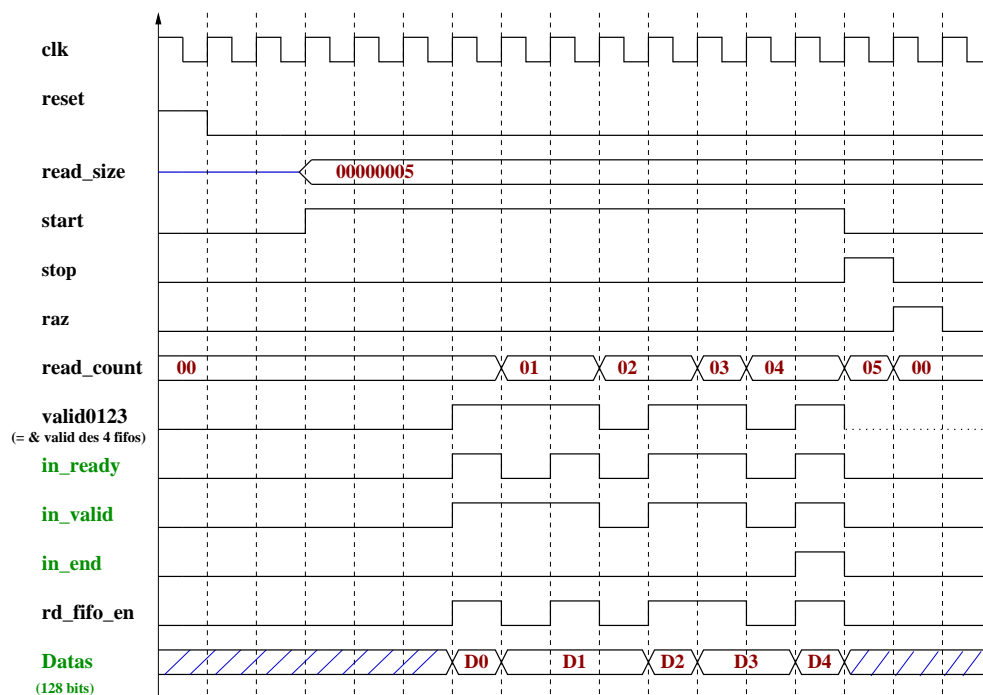 clk
reset
read_size 00000005
start
stop
raz
read_count 00 01 02 03 04 05 00
valid0123
(= & valid des 4 fifos)
in_ready
in_valid
in_end
rd_fifo_en
Datas D0 D1 D2 D3 D4
(128 bits)